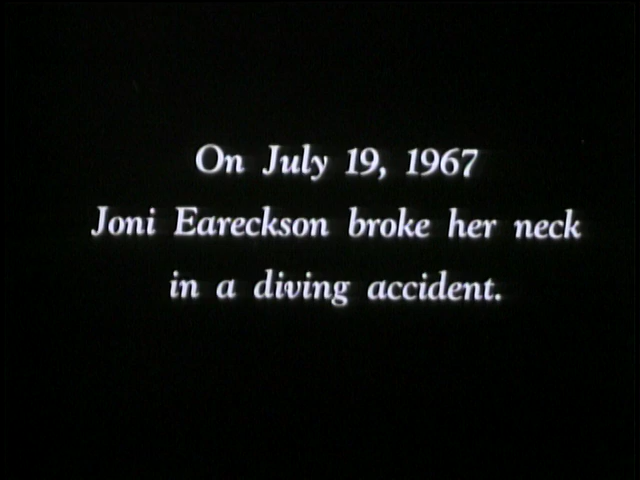 On July 19, 1967
Joni Eareckson broke her neck
in a diving accident.